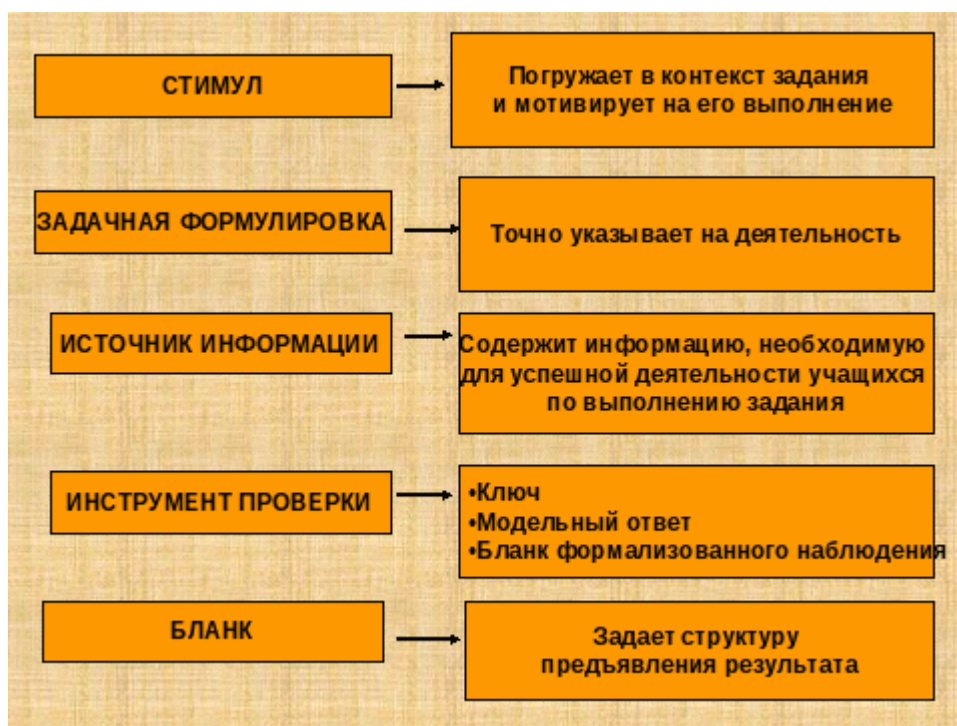 СТИМУЛ
Погружает в контекст задания
и мотивирует на его выполнение
ЗАДАЧНАЯ ФОРМУЛИРОВКА
Точно указывает на деятельность
ИСТОЧНИК ИНФОРМАЦИИ
Содержит информацию, необходимую
для успешной деятельности учащихся
по выполнению задания
ИНСТРУМЕНТ ПРОВЕРКИ
•Ключ
•Модельный ответ
•Бланк формализованного наблюдения
БЛАНК
Задает структуру
предъявления результата